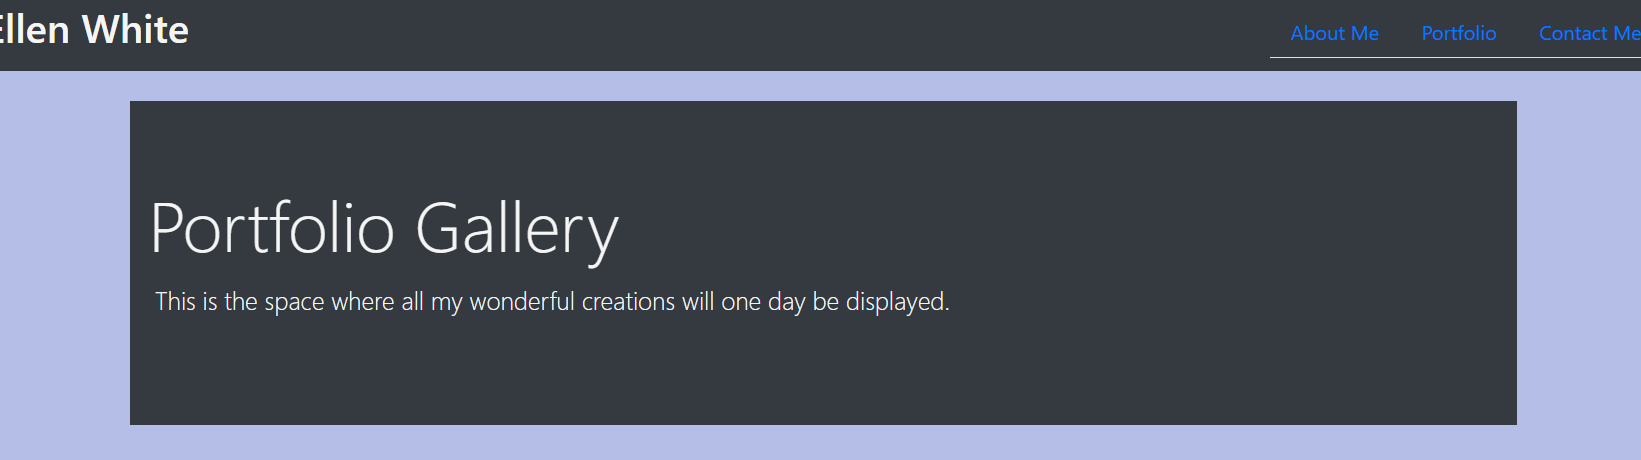 Ellen White
About Me Portfolio Contact Me
Portfolio Gallery
This is the space where all my wonderful creations will one day be displayed.